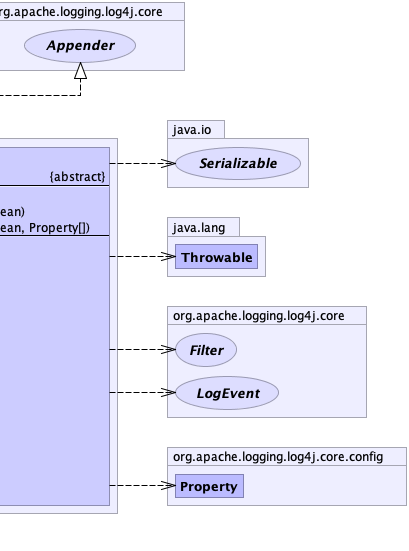 rg.apache.logging.log4j.core
Appender
java.io
Serializable
{abstract}
ean)
ean, Property[])
java.lang
Throwable
org.apache.logging.log4j.core
Filter
LogEvent
org.apache.logging.log4j.core.config
Property